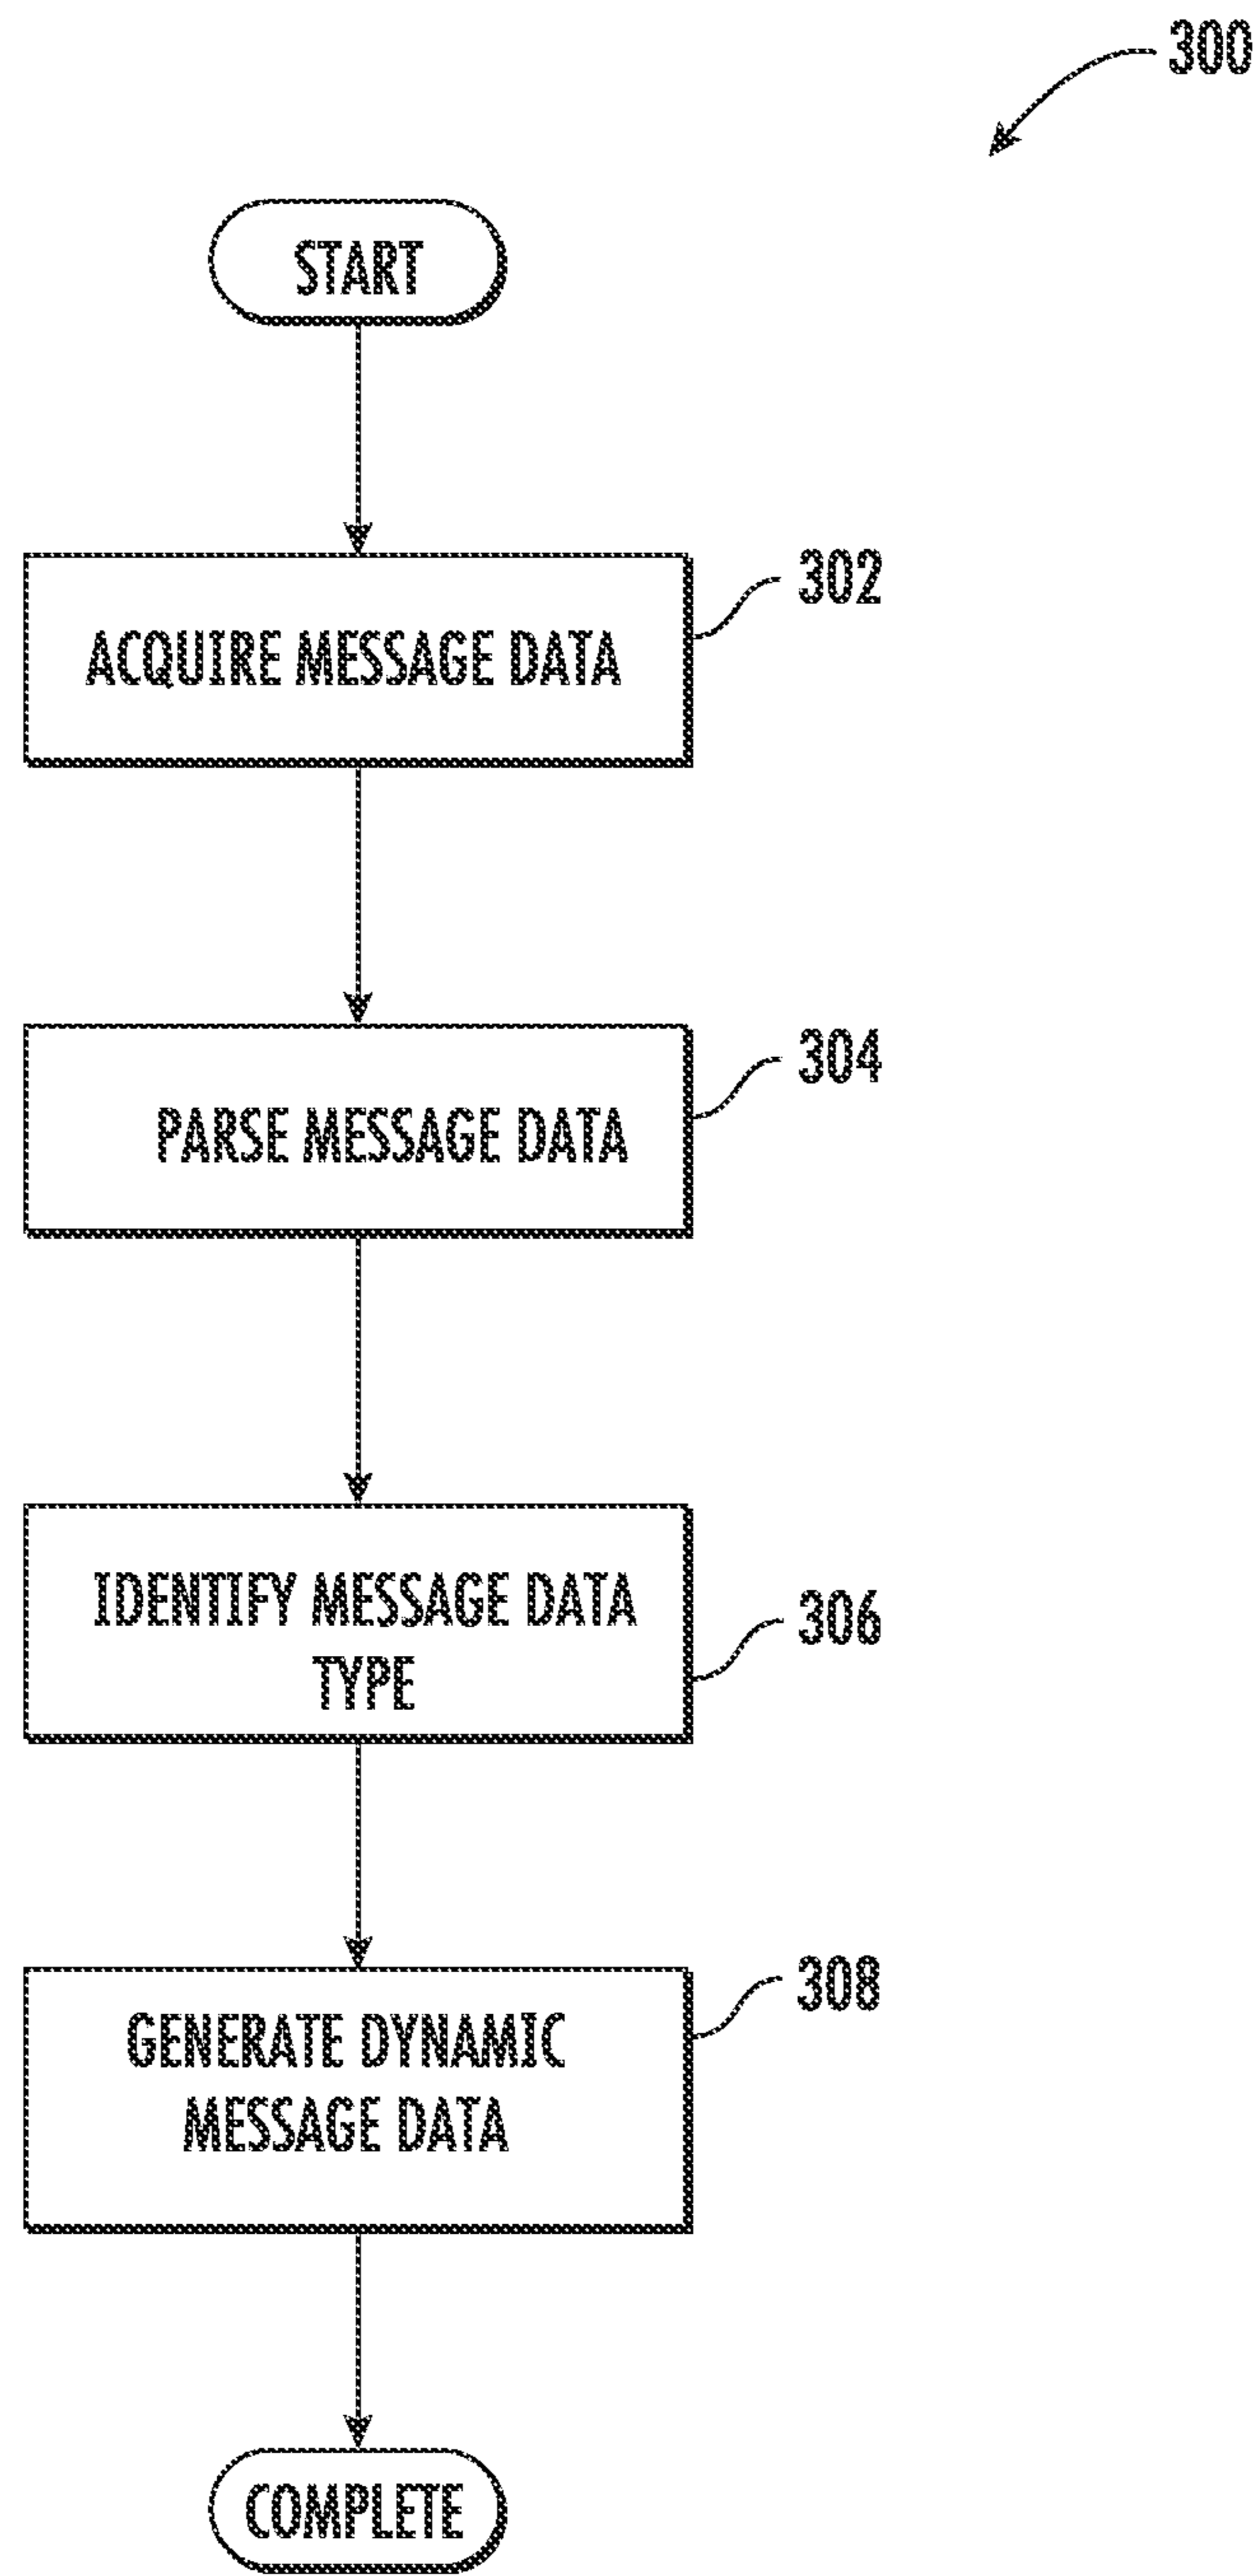 300
START
302
ACQUIRE MESSAGE DATA
304
PARSE MESSAGE DATA
IDENTIFY MESSAGE DATA
306
TYPE
308
GENERATE DYNAMIC
MESSAGE DATA
COMPLETE